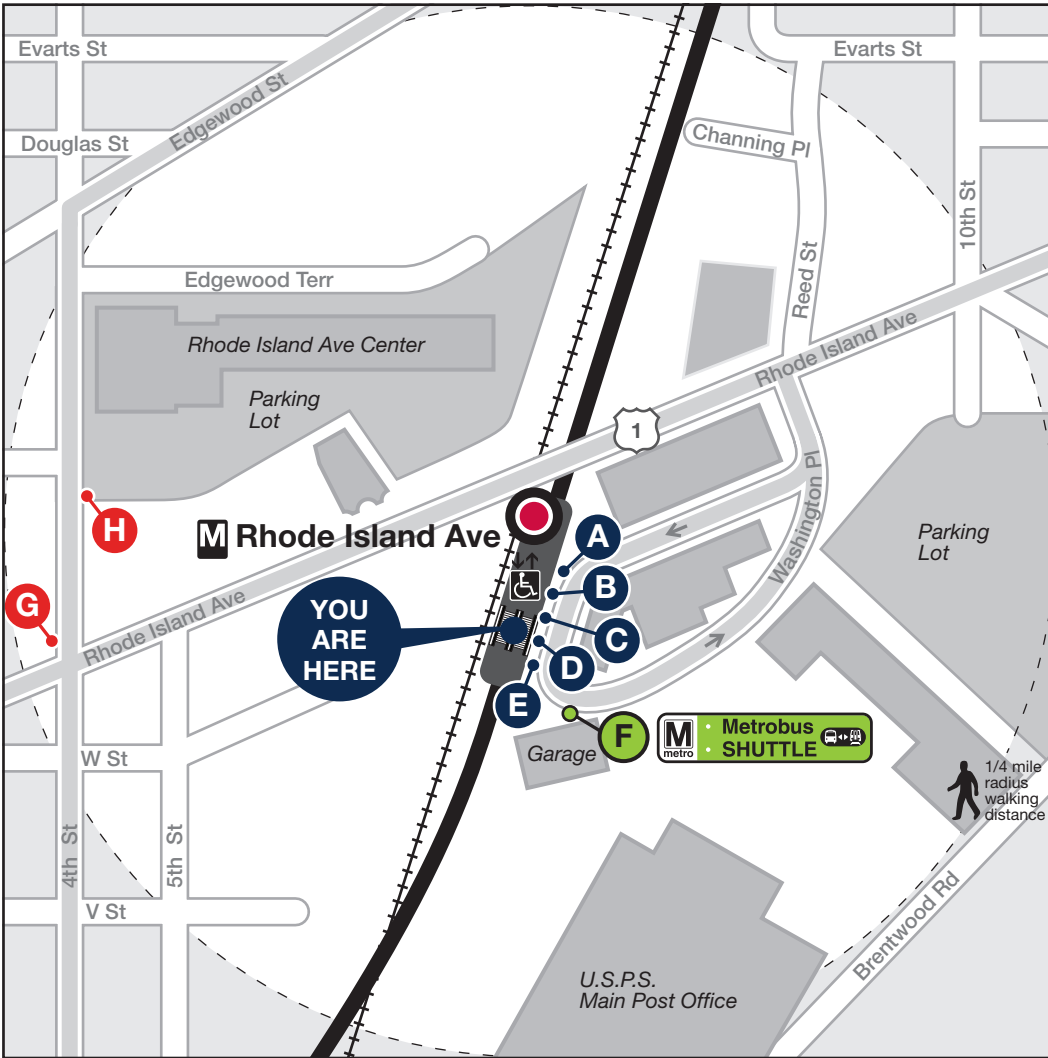 Evarts St
Evarts St
Edgewood St
Douglas St
Channing Pl
10th St
Edgewood Terr
Reed St
Rhode Island Ave
Rhode Island Ave Center
Parking
Lot
1
Washington Pl
H
M Rhode Island Ave
A
Parking
Lot
B
G
YOU
ARE
HERE
Rhode Island Ave
C
D
E
F
M
metro
· Metrobus
· SHUTTLE
Garage
W St
1/4 mile
radius
walking
distance
4th St
5th St
V St
Brentwood Rd
U.S.P.S.
Main Post Office